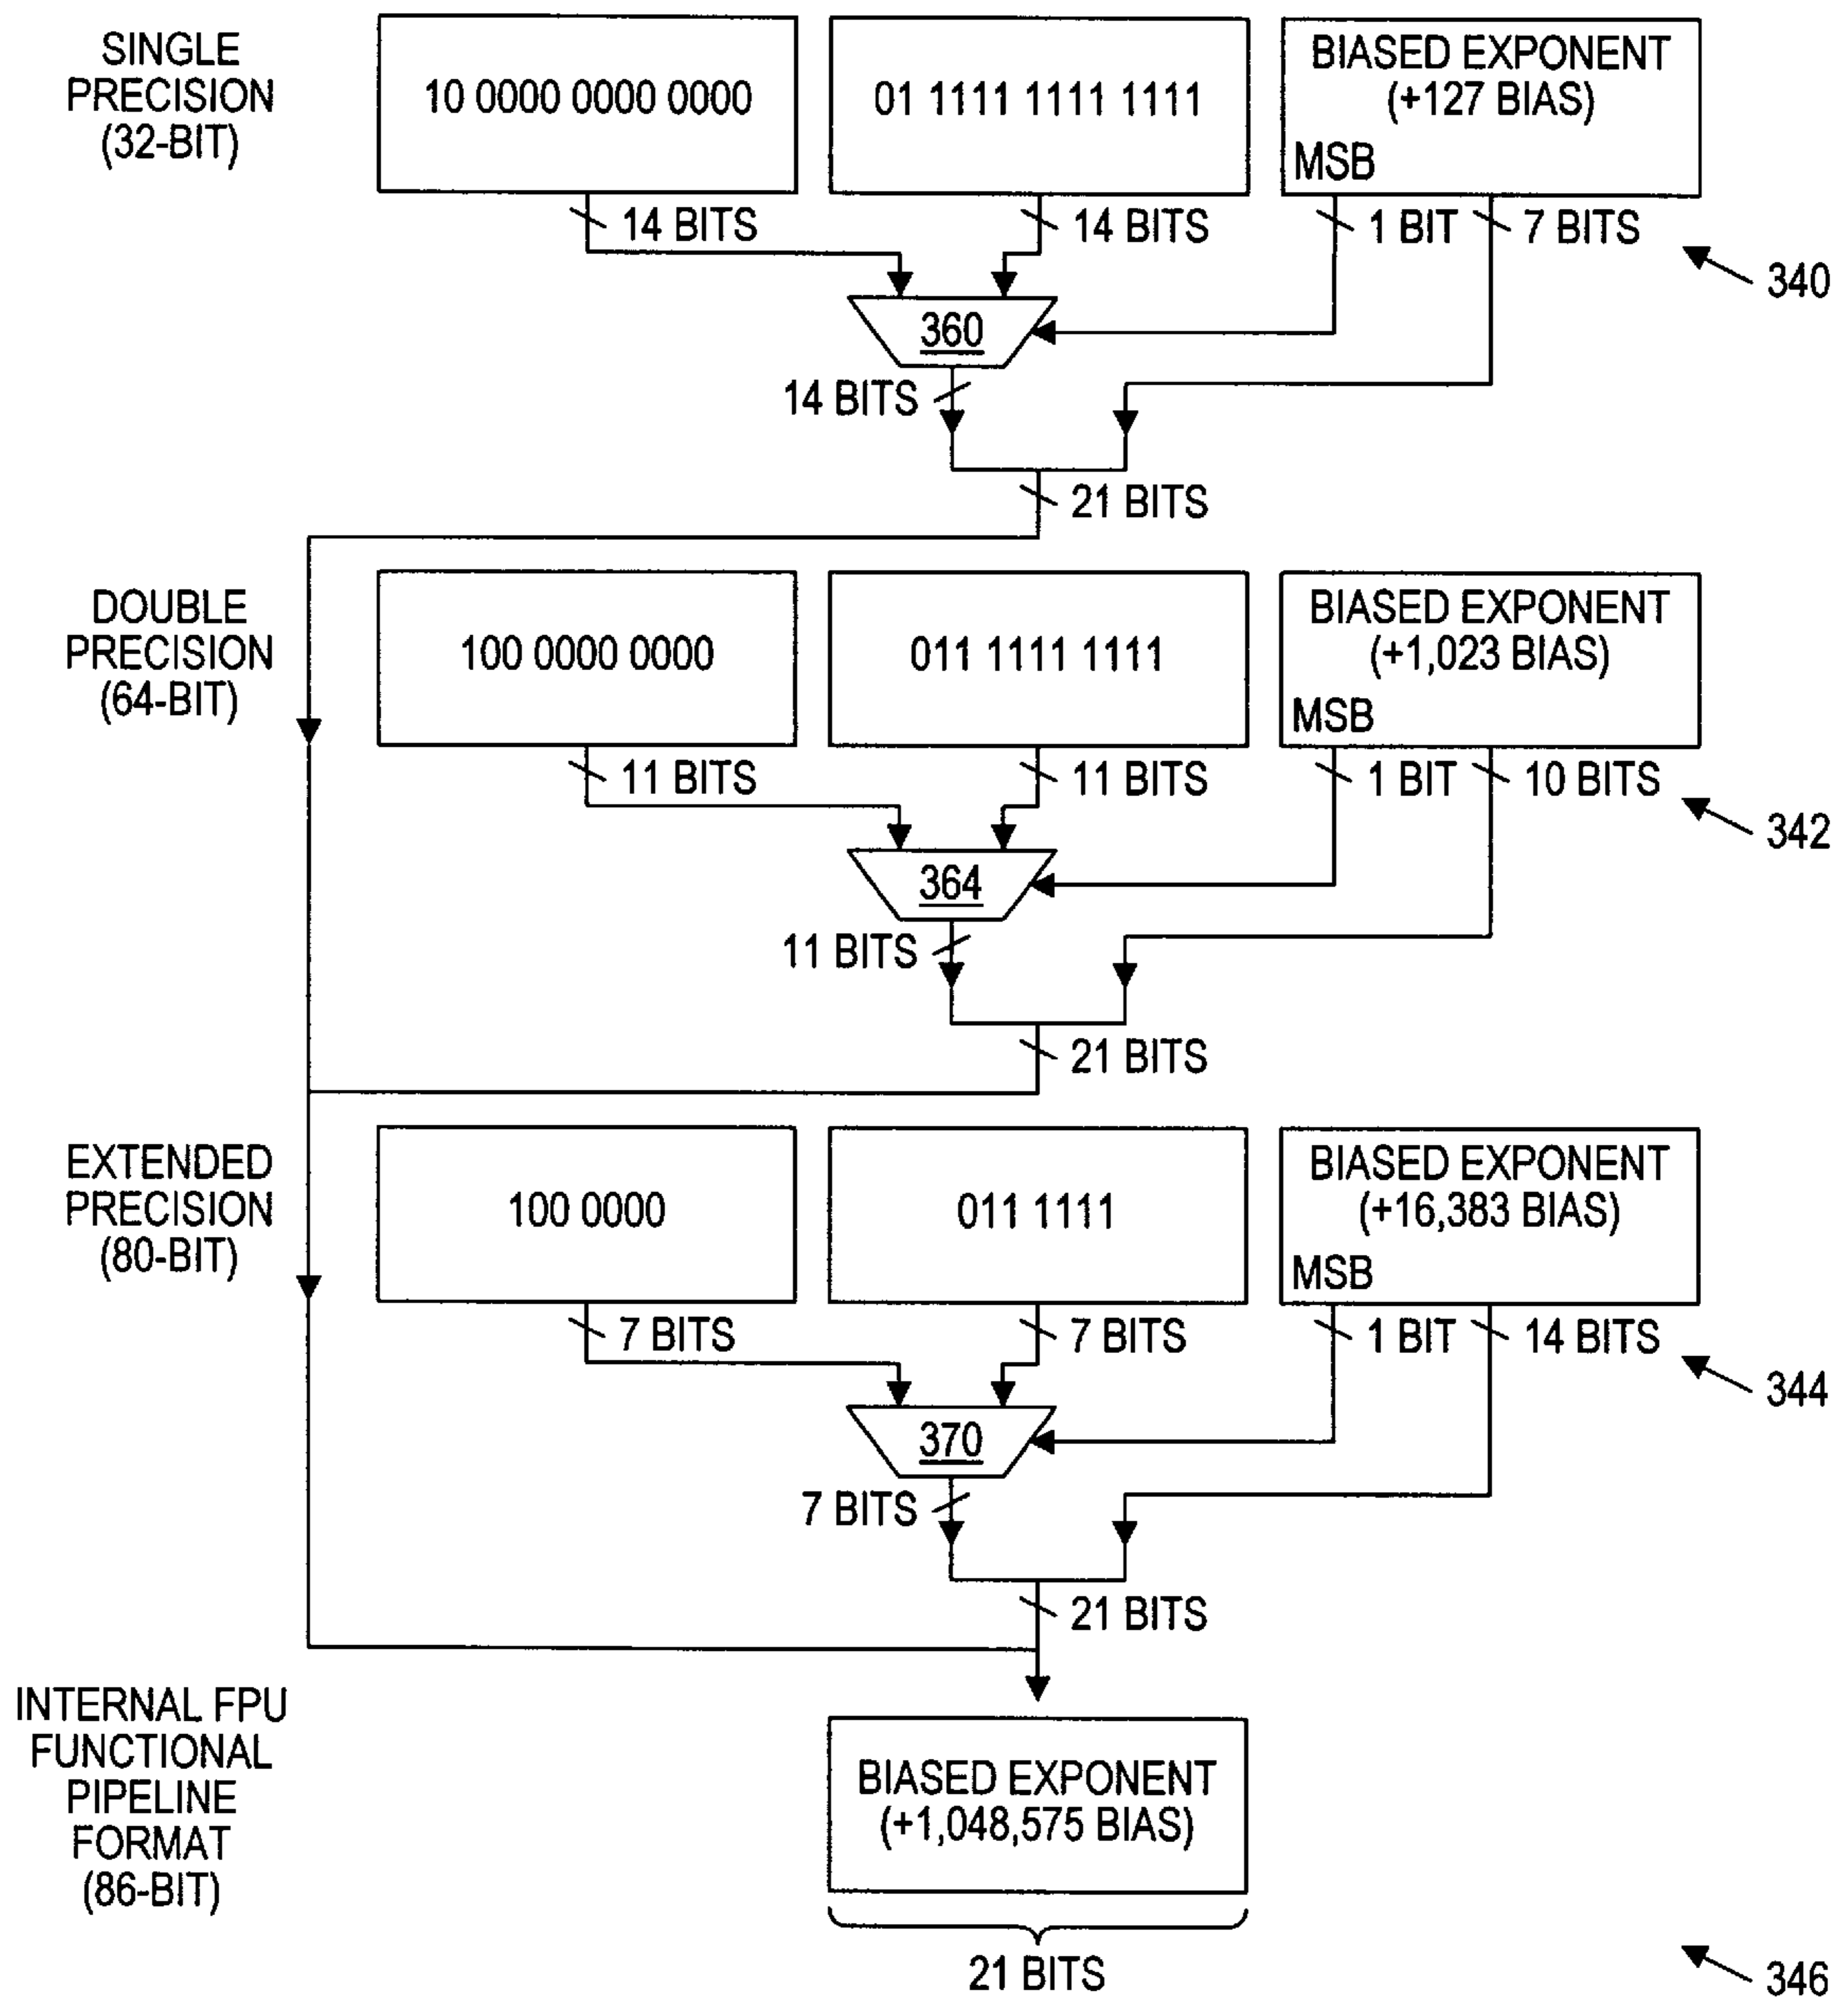 SINGLE
PRECISION
(32-BIT)
10 0000 0000 0000
01 1111 1111 1111
BIASED EXPONENT
(+127 BIAS)
MSB
14 BITS
14 BITS
1 BIT
7 BITS
340
360
14 BITS
21 BITS
DOUBLE
PRECISION
(64-BIT)
100 0000 0000
011 1111 1111
BIASED EXPONENT
(+1,023 BIAS)
MSB
11 BITS
11 BITS
1 BIT
10 BITS
342
364
11 BITS
21 BITS
EXTENDED
PRECISION
(80-BIT)
100 0000
011 1111
BIASED EXPONENT
(+16,383 BIAS)
MSB
7 BITS
7 BITS
1 BIT
14 BITS
344
370
7 BITS
21 BITS
INTERNAL FPU
FUNCTIONAL
PIPELINE
FORMAT
(86-BIT)
BIASED EXPONENT
(+1,048,575 BIAS)
21 BITS
346